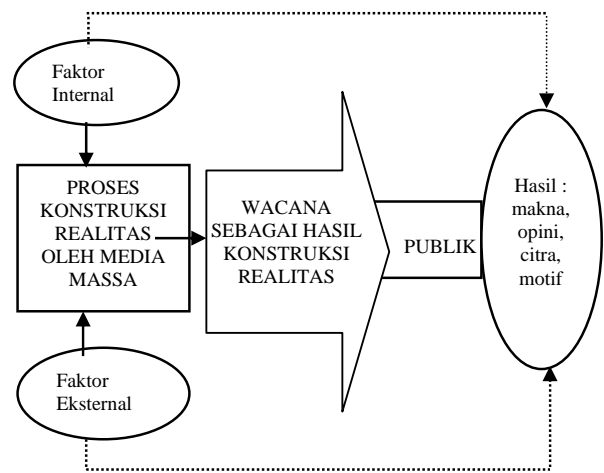 Faktor
Internal
PROSES
KONSTRUKSI
REALITAS
OLEH MEDIA
MASSA
Faktor
Eksternal
WACANA
SEBAGAI HASIL
KONSTRUKSI
REALITAS
PUBLIK
Hasil :
makna,
opini,
citra,
motif